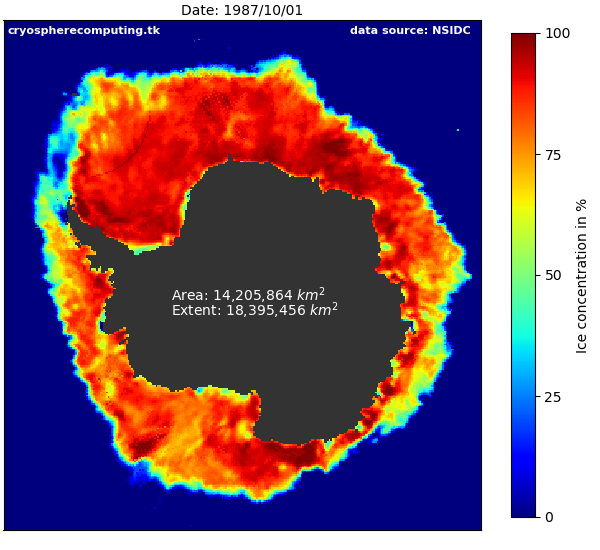 Date: 1987/10/01
cryospherecomputing.tk
data source: NSIDC
100
75
50
25
0
Ice concentration in %
Area: 14,205,864 km²
Extent: 18,395,456 km²